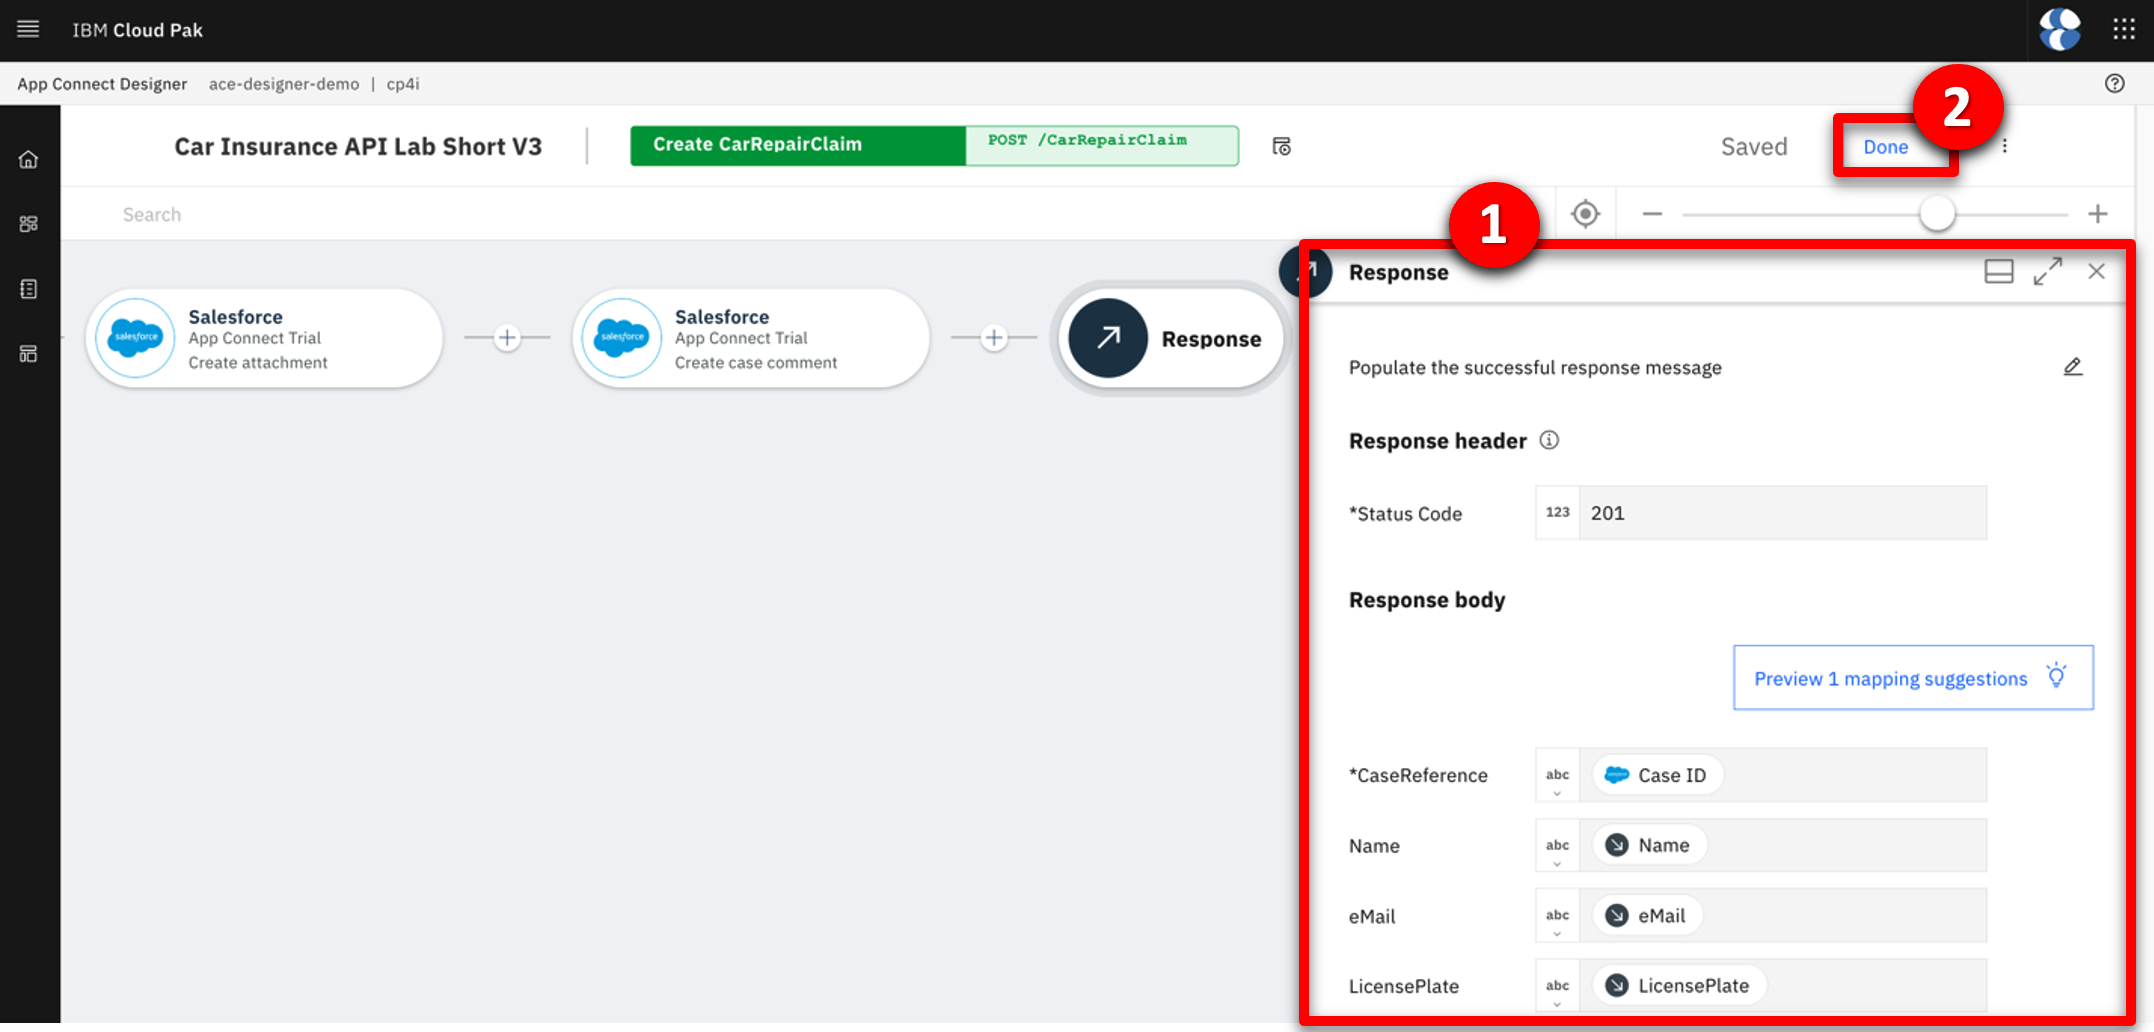 IBM Cloud Pak
App Connect Designer ace-designer-demo | cp4i
2
Car Insurance API Lab Short V3
Create CarRepairClaim
POST /CarRepairClaim
Saved
Done
1
Search
Salesforce
App Connect Trial
Create attachment
salesforce
Salesforce
App Connect Trial
Create case comment
salesforce
Response
Response
Populate the successful response message
Response header
*Status Code 123 201
Response body
Preview 1 mapping suggestions
*CaseReference abc Case ID
Name abc Name
eMail abc eMail
LicensePlate abc LicensePlate